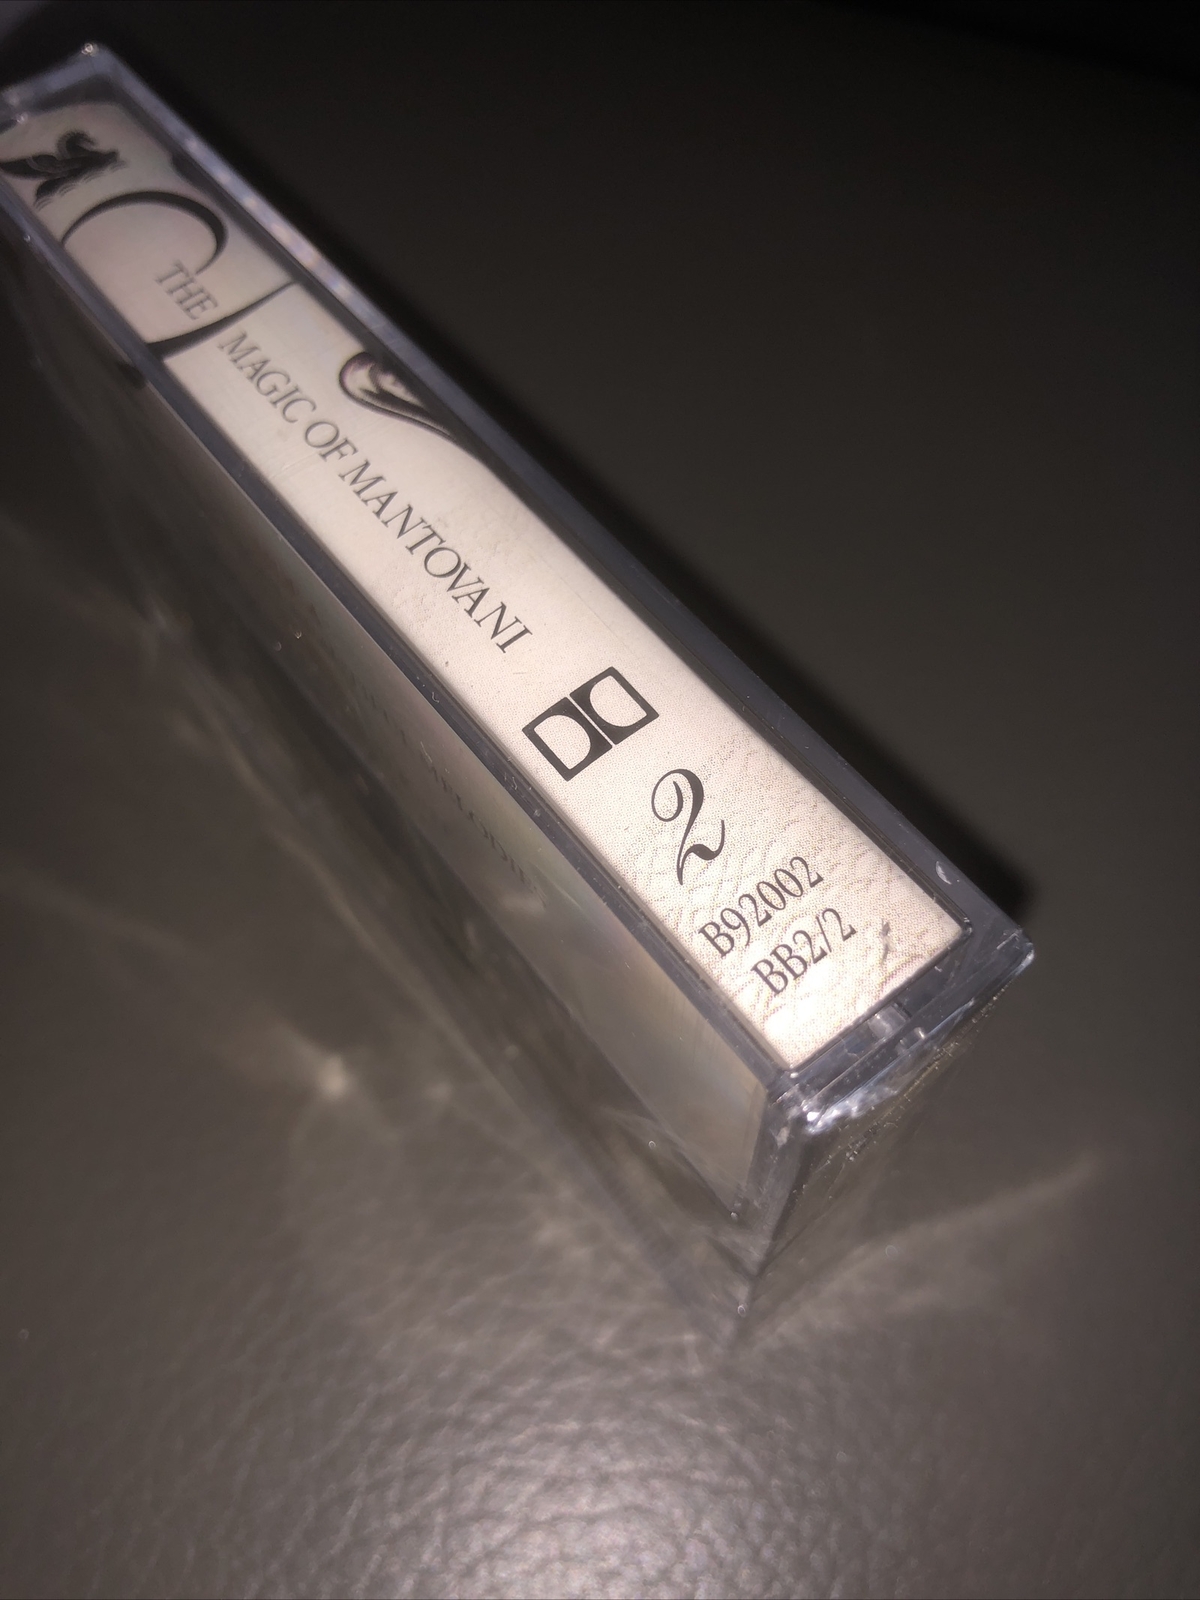 THE MAGIC OF MANTOVANI
2
B92002
BB2/2